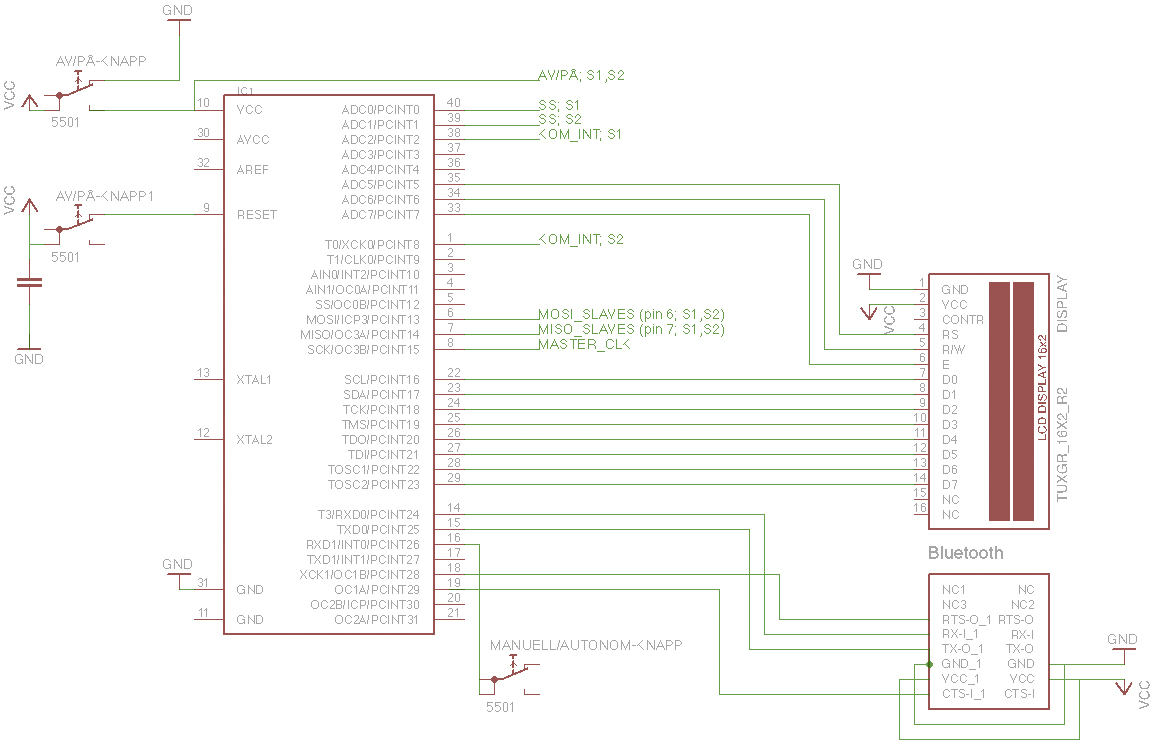 GND
AV/PÅ-KNAPP
VCC
5501
AV/PÅ; S1,S2
IC1
10 VCC
30 AVCC
32 AREF
9 RESET
13 XTAL1
12 XTAL2
GND
31 GND
11 GND
VCC
AV/PÅ-KNAPP1
5501
GND
ADC0/PCINT0 40 SS; S1
ADC1/PCINT1 39 SS; S2
ADC2/PCINT2 38 KOM_INT; S1
ADC3/PCINT3 37
ADC4/PCINT4 36
ADC5/PCINT5 35
ADC6/PCINT6 34
ADC7/PCINT7 33
T0/XCK0/PCINT8 1 KOM_INT; S2
T1/CLK0/PCINT9 2
AIN0/INT2/PCINT10 3
AIN1/OC0A/PCINT11 4
SS/OC0B/PCINT12 5
MOSI/ICP3/PCINT13 6 MOSI_SLAVES (pin 6; S1,S2)
MISO/OC3A/PCINT14 7 MISO_SLAVES (pin 7; S1,S2)
SCK/OC3B/PCINT15 8 MASTER_CLK
SCL/PCINT16 22
SDA/PCINT17 23
TCK/PCINT18 24
TMS/PCINT19 25
TDO/PCINT20 26
TDI/PCINT21 27
TOSC1/PCINT22 28
TOSC2/PCINT23 29
T3/RXD0/PCINT24 14
TXD0/PCINT25 15
RXD1/INT0/PCINT26 16
TXD1/INT1/PCINT27 17
XCK1/OC1B/PCINT28 18
OC1A/PCINT29 19
OC2B/ICP/PCINT30 20
OC2A/PCINT31 21
MANUELL/AUTONOM-KNAPP
5501
GND
VCC
1 GND
2 VCC
3 CONTR
4 RS
5 R/W
6 E
7 D0
8 D1
9 D2
10 D3
11 D4
12 D5
13 D6
14 D7
15 NC
16 NC
LCD DISPLAY 16x2
DISPLAY
TUXGR_16X2_R2
Bluetooth
NC1 NC
NC3 NC2
RTS-O_1 RTS-O
RX-I_1 RX-I
TX-O_1 TX-O
GND_1 GND
VCC_1 VCC
CTS-I_1 CTS-I
GND
VCC